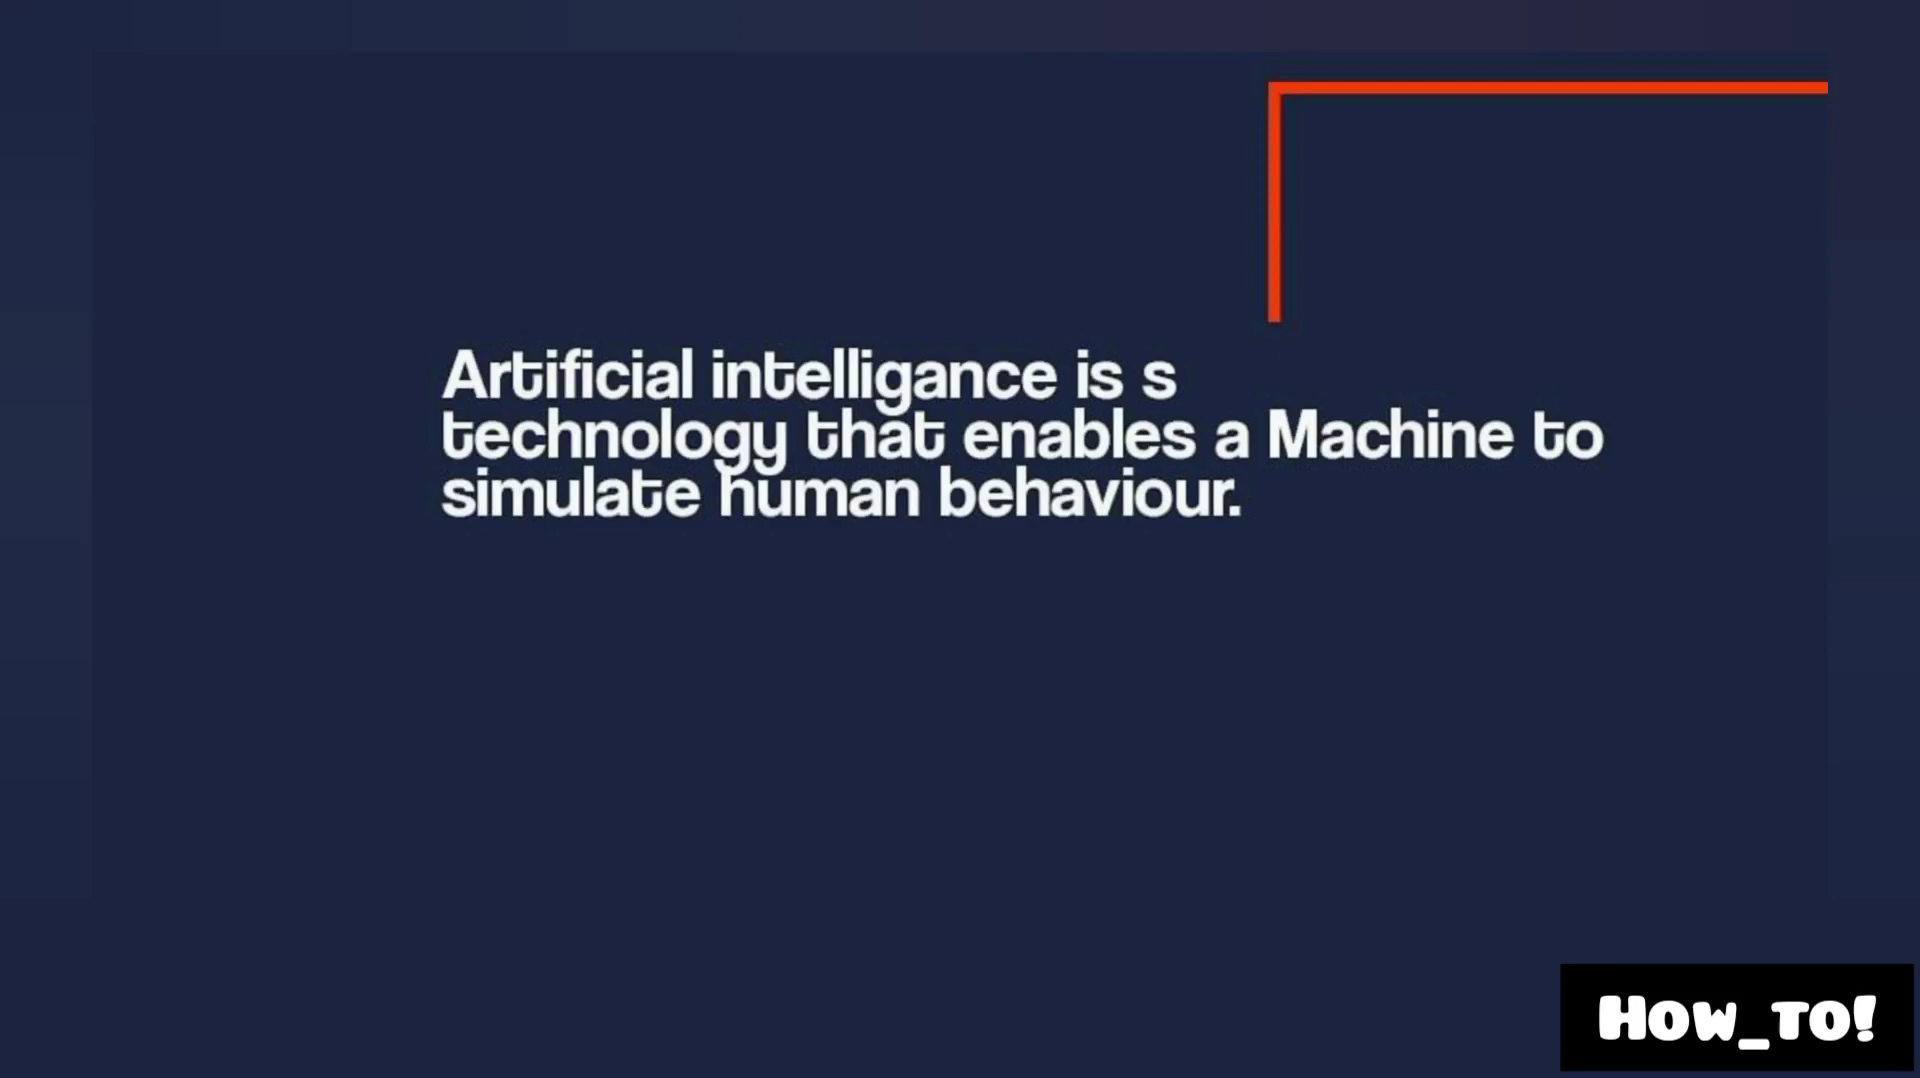 Artificial intelligance is s
technology that enables a Machine to
simulate human behaviour.
How_to!